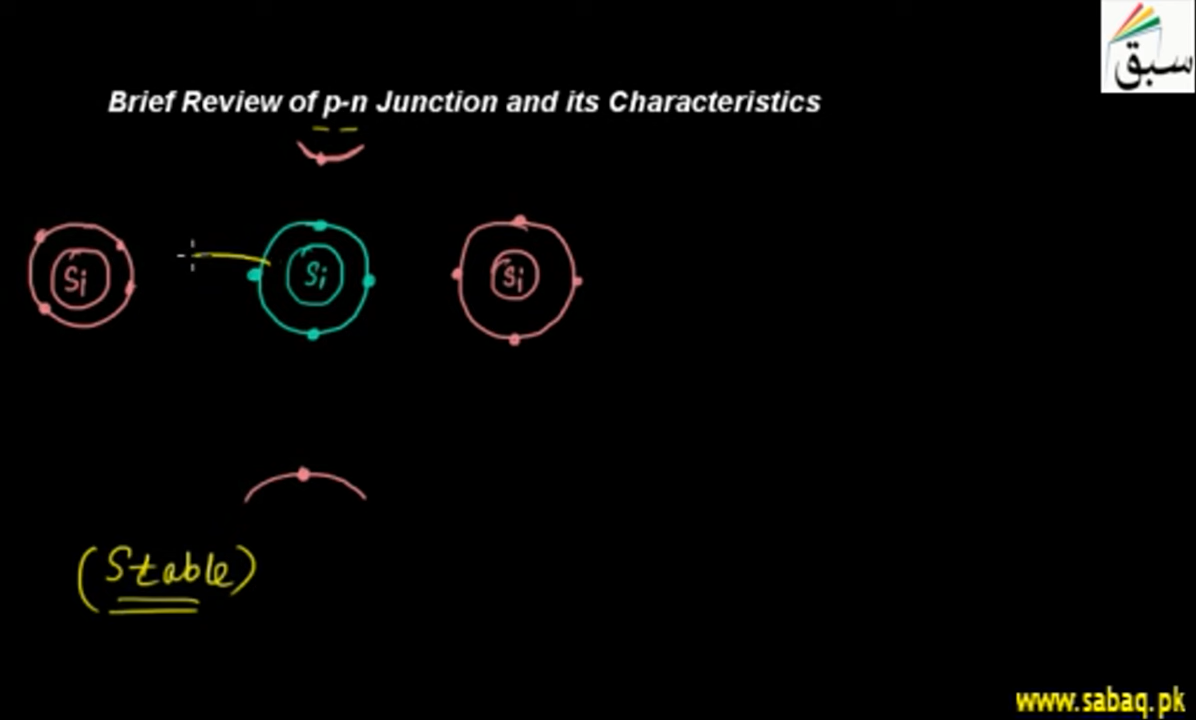 سبق
Brief Review of p-n Junction and its Characteristics
Si Si Si
(Stable)
www.sabaq.pk